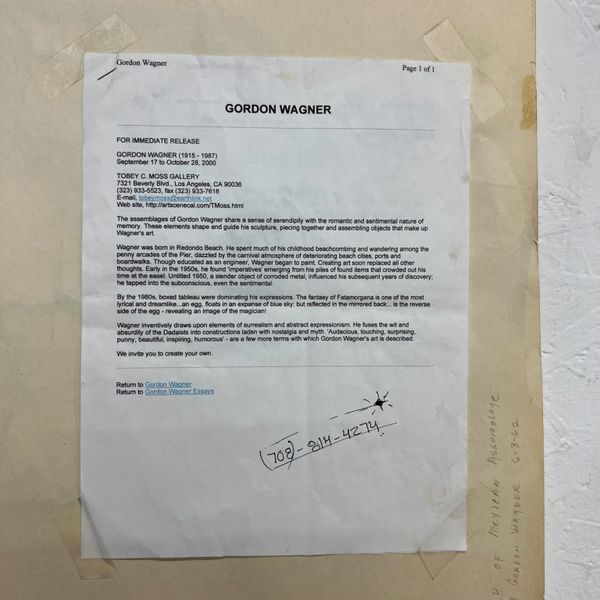 Gordon Wagner
Page 1 of 1
GORDON WAGNER
FOR IMMEDIATE RELEASE
GORDON WAGNER (1915 - 1987)
September 17 to October 28, 2000
TOBEY C. MOSS GALLERY
7321 Beverly Blvd., Los Angeles, CA 90036
(323) 933-5523, fax (323) 933-7618
E-mail, tobeymoss@earthlink.net
Web site, http://artscenecal.com/TMoss.html
The assemblages of Gordon Wagner share a sense of serendipity with the romantic and sentimental nature of
memory. These elements shape and guide his sculpture, piecing together and assembling objects that make up
Wagner's art.
Wagner was born in Redondo Beach. He spent much of his childhood beachcombing and wandering among the
penny arcades of the Pier, dazzled by the carnival atmosphere of deteriorating beach cities, ports and
boardwalks. Though educated as an engineer, Wagner began to paint. Creating art soon replaced all other
thoughts. Early in the 1950s, he found 'imperatives' emerging from his piles of found items that crowded out his
time at the easel. Untitled 1950, a slender object of corroded metal, influenced his subsequent years of discovery;
he tapped into the subconscious, even the sentimental.
By the 1980s, boxed tableau were dominating his expressions. The fantasy of Fatamorgana is one of the most
lyrical and dreamlike...an egg, floats in an expanse of blue sky; but reflected in the mirrored back... is the reverse
side of the egg - revealing an image of the magician!
Wagner inventively draws upon elements of surrealism and abstract expressionism. He fuses the wit and
absurdity of the Dadaists into constructions laden with nostalgia and myth. 'Audacious, touching, surprising,
punny, beautiful, inspiring, humorous' - are a few more terms with which Gordon Wagner's art is described.
We invite you to create your own.
Return to Gordon Wagner
Return to Gordon Wagner Essays
(708)-814-4274
OF MEXICAN ASSEMBLAGE
GORDON WAGNER 6-3-62